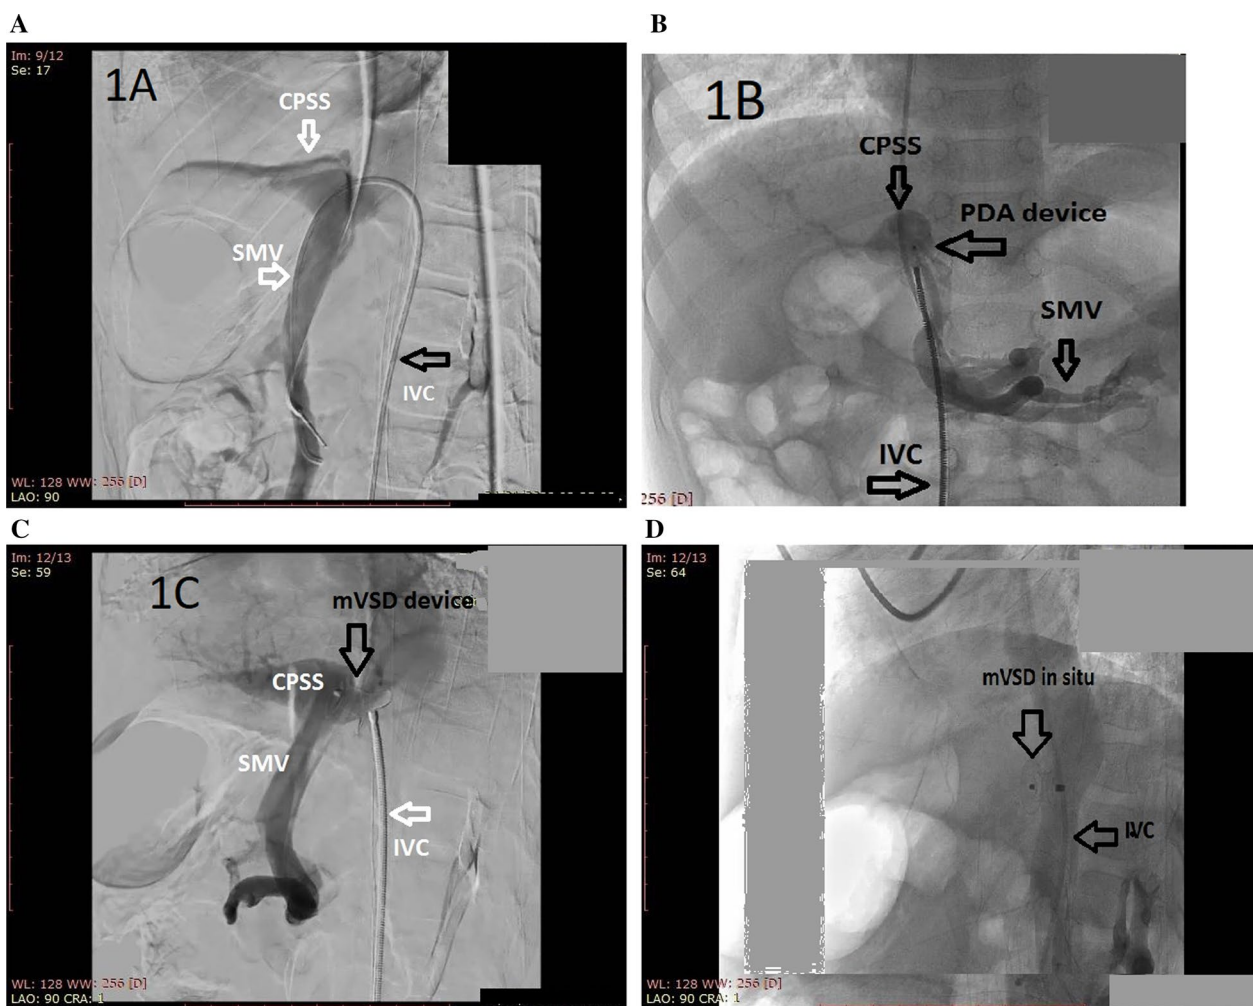 A
B
Im: 9/12
Se: 17
1A
CPSS
SMV
IVC
WL: 128 WW: 256 [D]
LAO: 90
1B
CPSS
PDA device
SMV
IVC
256 [D]
C
D
Im: 12/13
Se: 59
1C
mVSD device
CPSS
SMV
IVC
WL: 128 WW: 256 [D]
LAO: 90 CRA: 1
Im: 12/13
Se: 64
mVSD in situ
IVC
WL: 128 WW: 256 [D]
LAO: 90 CRA: 1